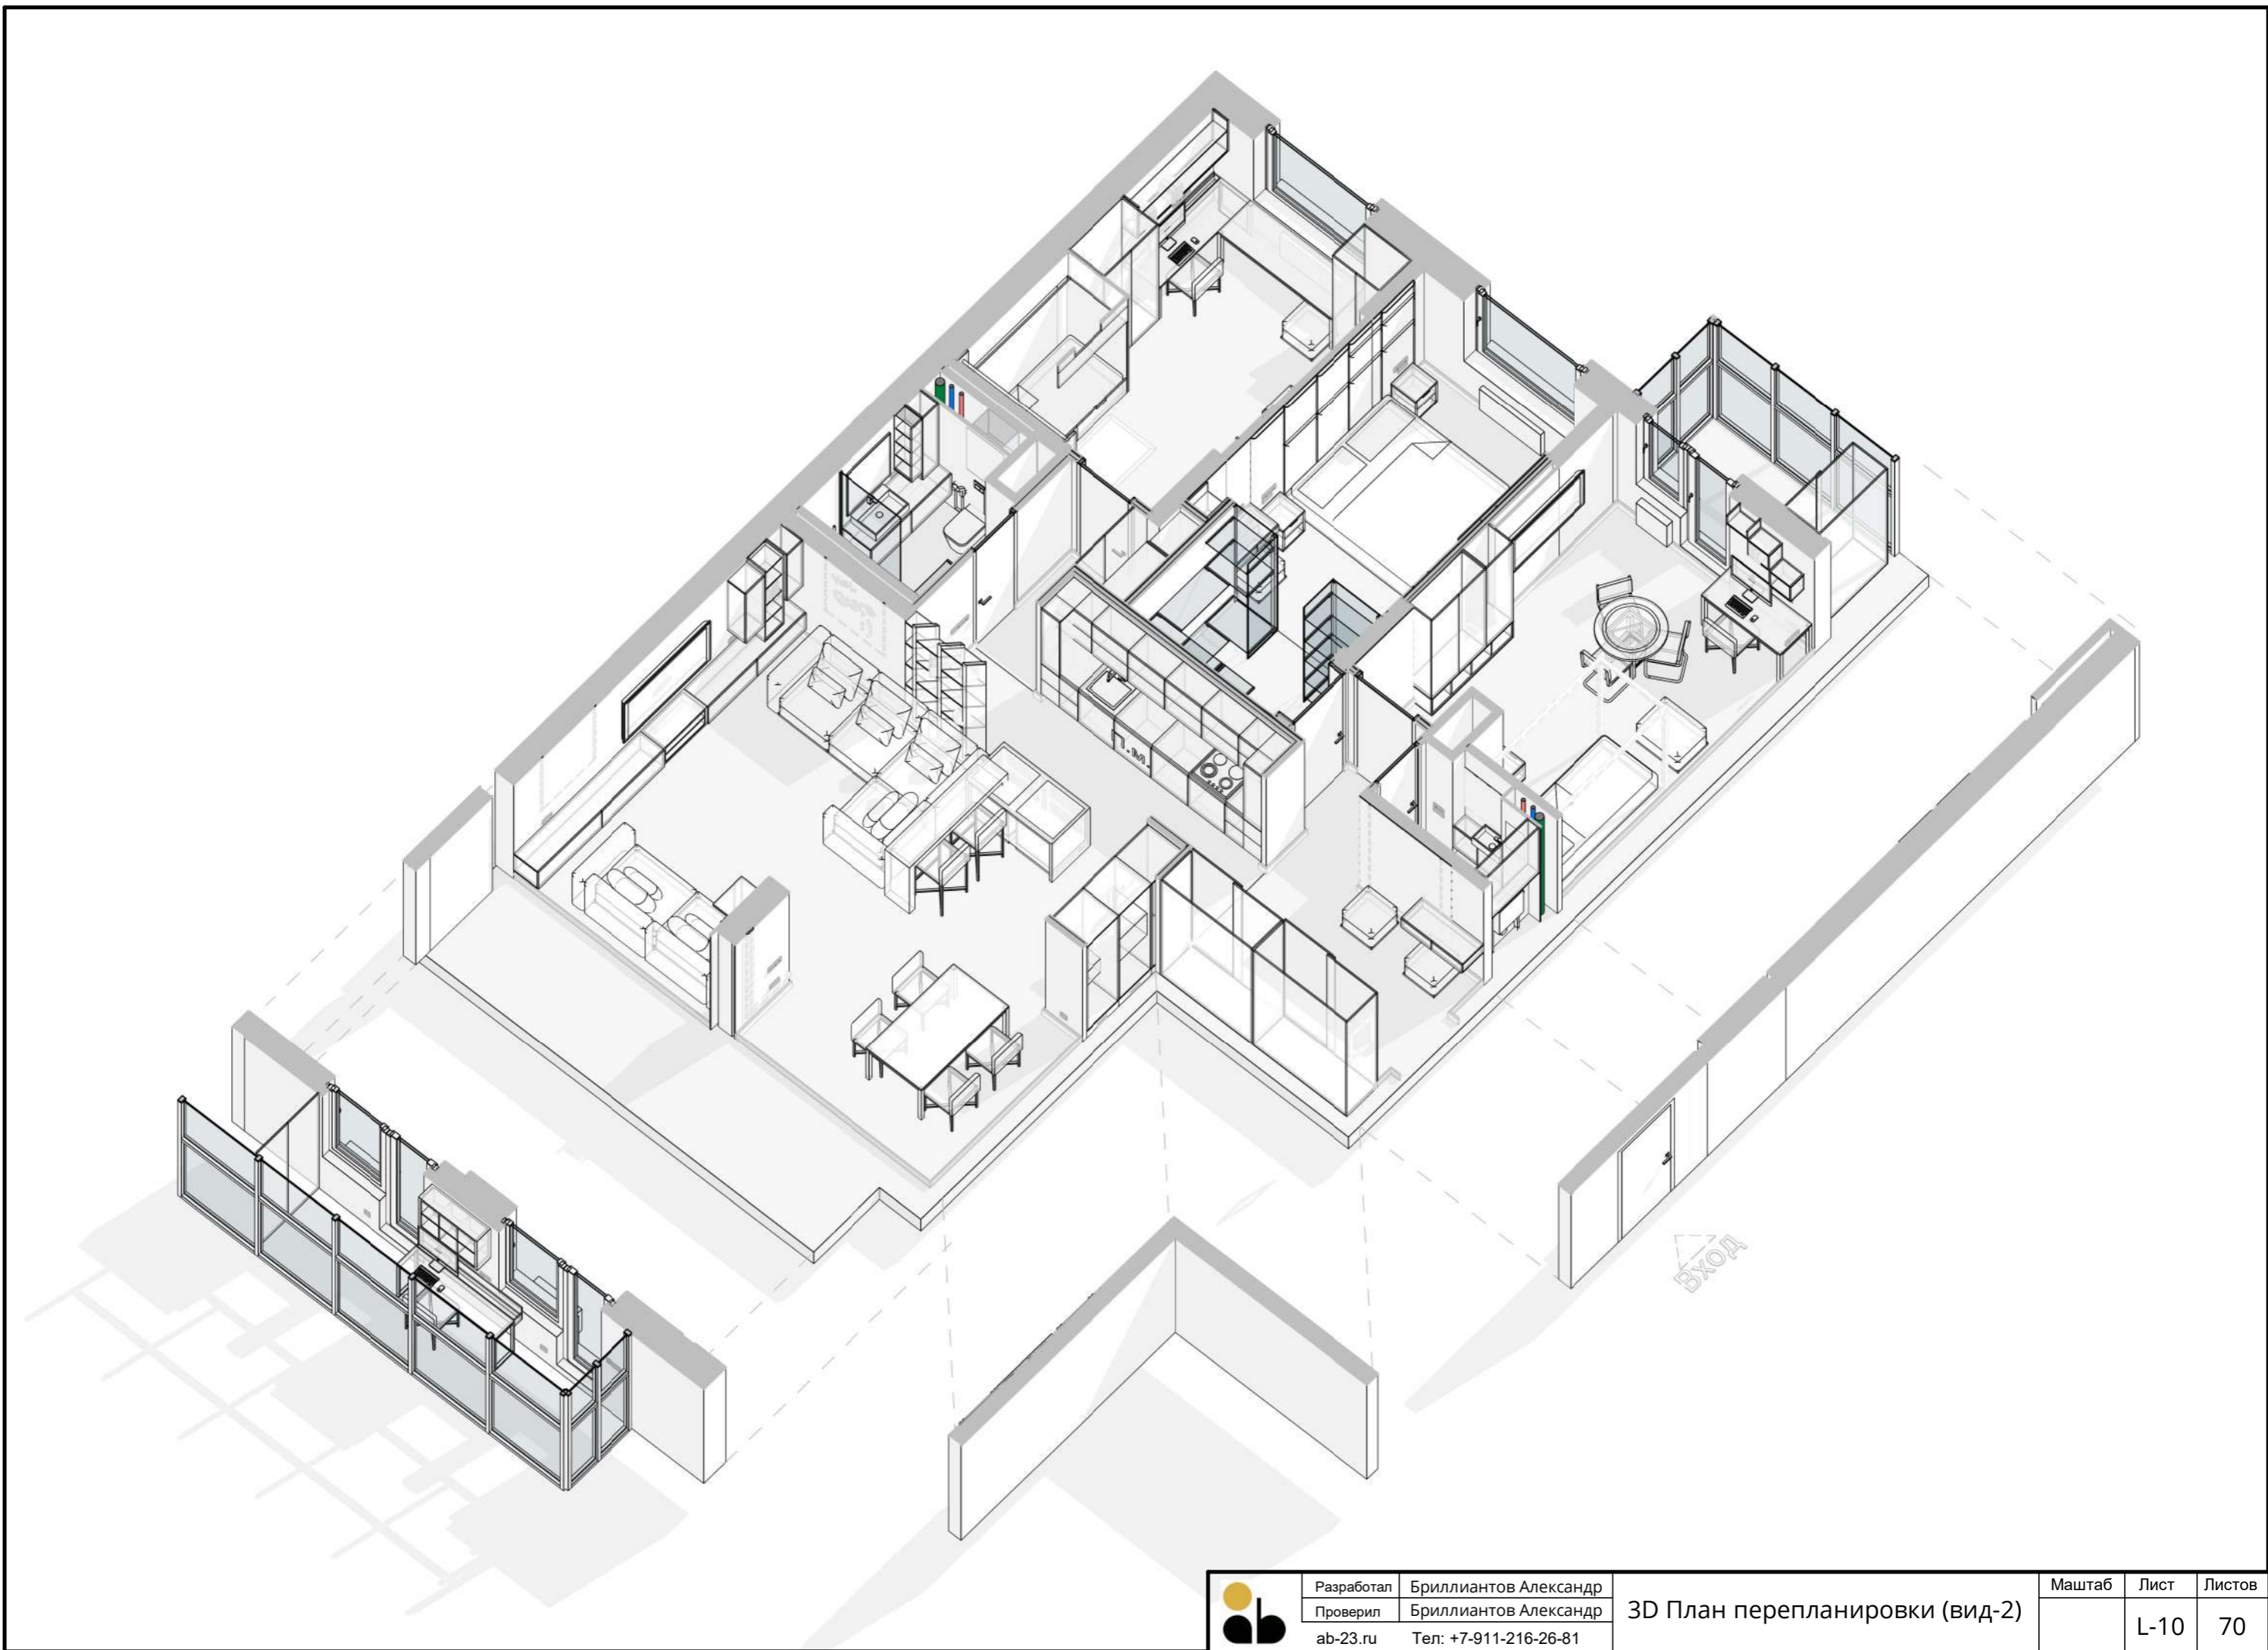 П.М.
Вход
ab
Разработал Бриллиантов Александр
Проверил Бриллиантов Александр
ab-23.ru Тел: +7-911-216-26-81
3D План перепланировки (вид-2)
Маштаб Лист Листов
L-10 70